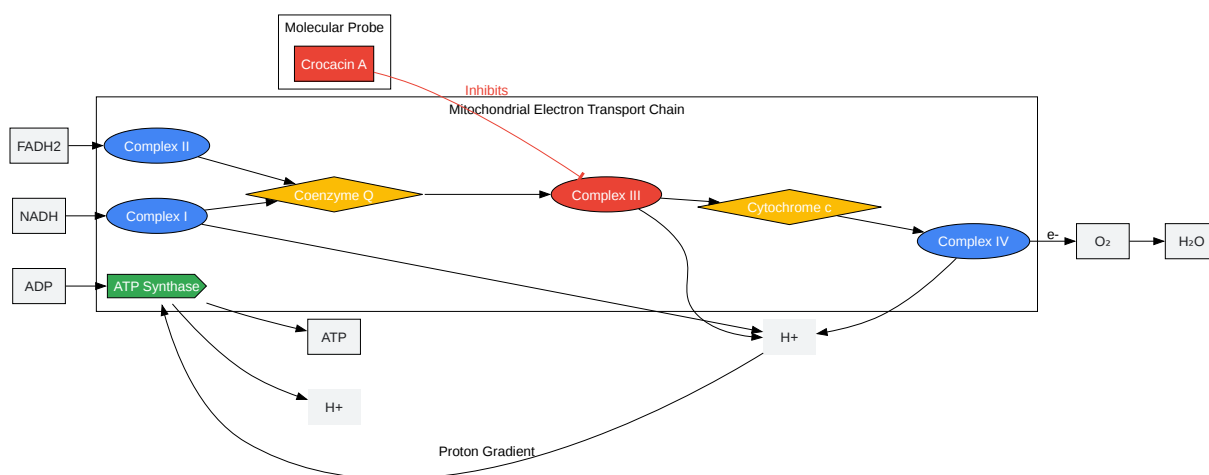 Molecular Probe
Crocacin A
Inhibits
Mitochondrial Electron Transport Chain
FADH2
Complex II
NADH
Complex I
Coenzyme Q
Complex III
Cytochrome c
Complex IV
e-
O₂
H₂O
ADP
ATP Synthase
ATP
H+
H+
Proton Gradient